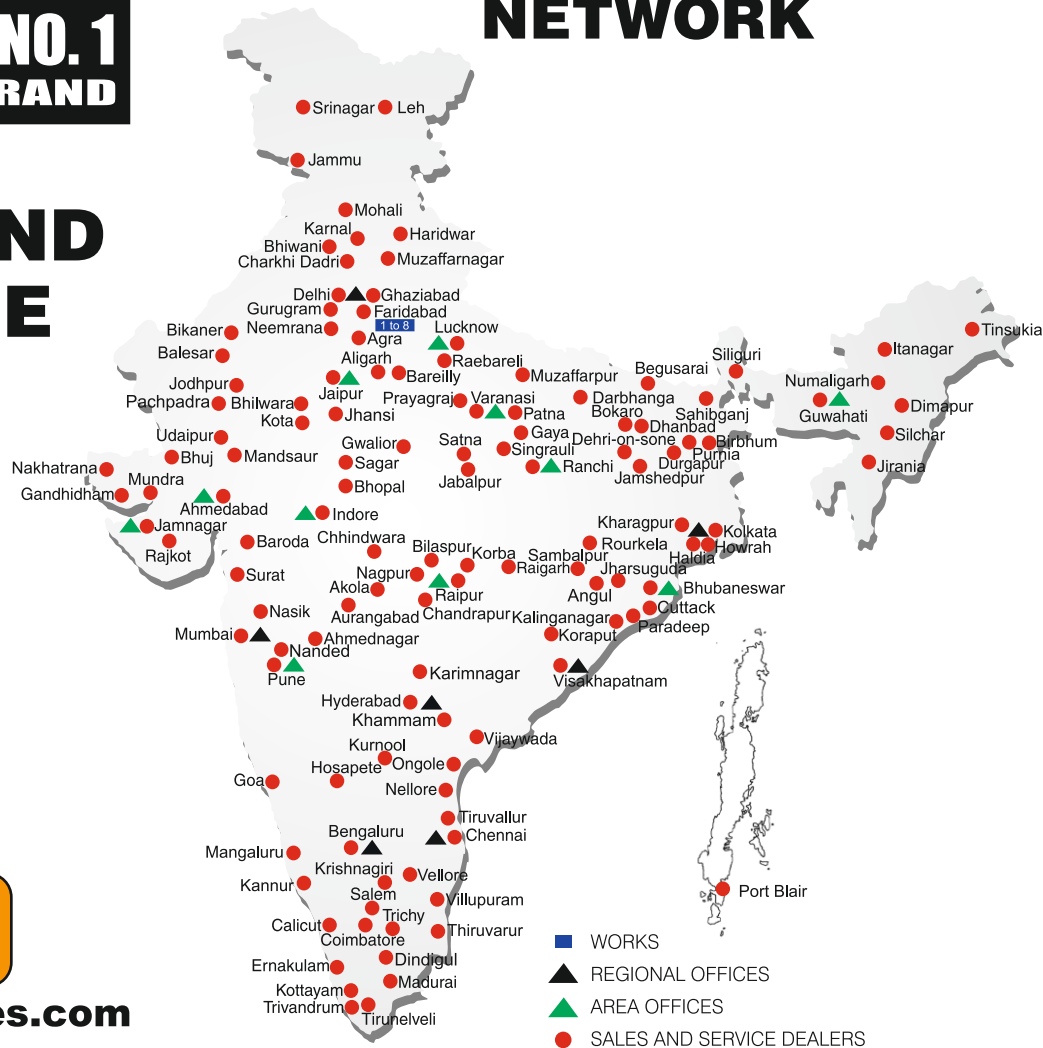 NO. 1
RAND
NETWORK
ND
E
Srinagar
Leh
Jammu
Mohali
Karnal
Haridwar
Bhiwani
Charkhi Dadri
Muzaffarnagar
Delhi
Ghaziabad
Gurugram
Faridabad
1 to 8
Neemrana
Lucknow
Bikaner
Agra
Balesar
Aligarh
Raebareli
Jodhpur
Jaipur
Bareilly
Muzaffarpur
Begusarai
Siliguri
Tinsukia
Itanagar
Numaligarh
Guwahati
Dimapur
Silchar
Jirania
Pachpadra
Bhilwara
Prayagraj
Varanasi
Darbhanga
Sahibganj
Kota
Jhansi
Patna
Bokaro
Dhanbad
Udaipur
Gwalior
Satna
Gaya
Dehri-on-sone
Birbhum
Bhuj
Mandsaur
Singrauli
Purnia
Nakhatrana
Sagar
Jabalpur
Ranchi
Durgapur
Mundra
Jamshedpur
Gandhidham
Ahmedabad
Bhopal
Jamnagar
Indore
Kharagpur
Kolkata
Rajkot
Baroda
Chhindwara
Rourkela
Haldia
Howrah
Bilaspur
Korba
Sambalpur
Surat
Nagpur
Raigarh
Jharsuguda
Akola
Raipur
Angul
Bhubaneswar
Nasik
Aurangabad
Chandrapur
Kalinganagar
Cuttack
Mumbai
Ahmednagar
Koraput
Paradeep
Nanded
Pune
Karimnagar
Visakhapatnam
Hyderabad
Khammam
Vijaywada
Kurnool
Hosapete
Ongole
Goa
Nellore
Tiruvallur
Bengaluru
Chennai
Mangaluru
Krishnagiri
Vellore
Kannur
Salem
Villupuram
Port Blair
Calicut
Trichy
Coimbatore
Thiruvarur
Ernakulam
Dindigul
Kottayam
Madurai
Trivandrum
Tirunelveli
WORKS
REGIONAL OFFICES
AREA OFFICES
SALES AND SERVICE DEALERS
es.com